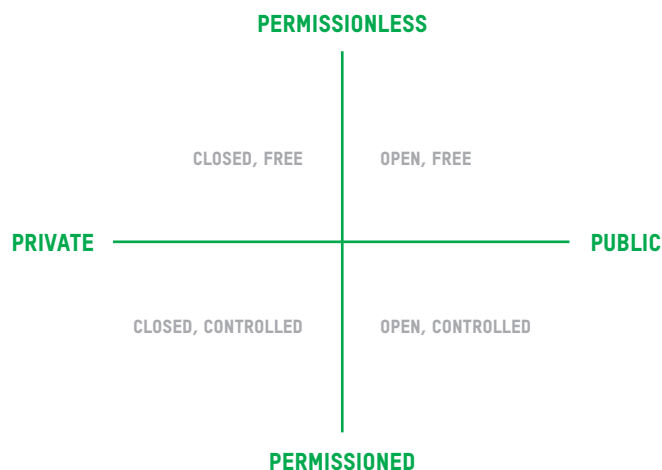 PERMISSIONLESS
CLOSED, FREE
OPEN, FREE
PRIVATE
PUBLIC
CLOSED, CONTROLLED
OPEN, CONTROLLED
PERMISSIONED